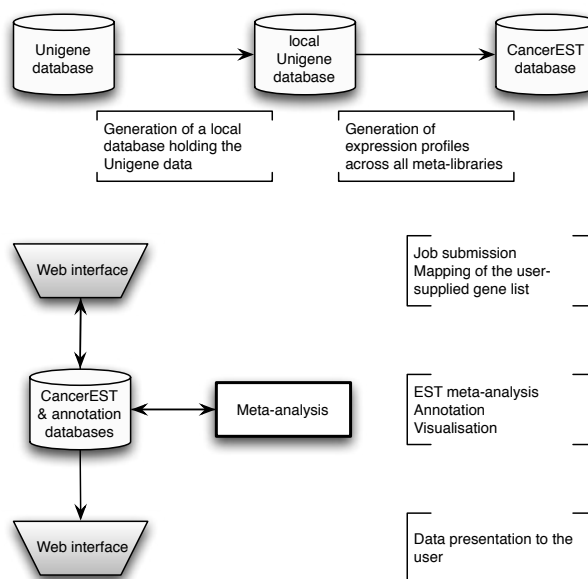 Unigene
database
local
Unigene
database
CancerEST
database
Generation of a local
database holding the
Unigene data
Generation of
expression profiles
across all meta-libraries
Web interface
Job submission
Mapping of the user-
supplied gene list
CancerEST
& annotation
databases
Meta-analysis
EST meta-analysis
Annotation
Visualisation
Web interface
Data presentation to the
user